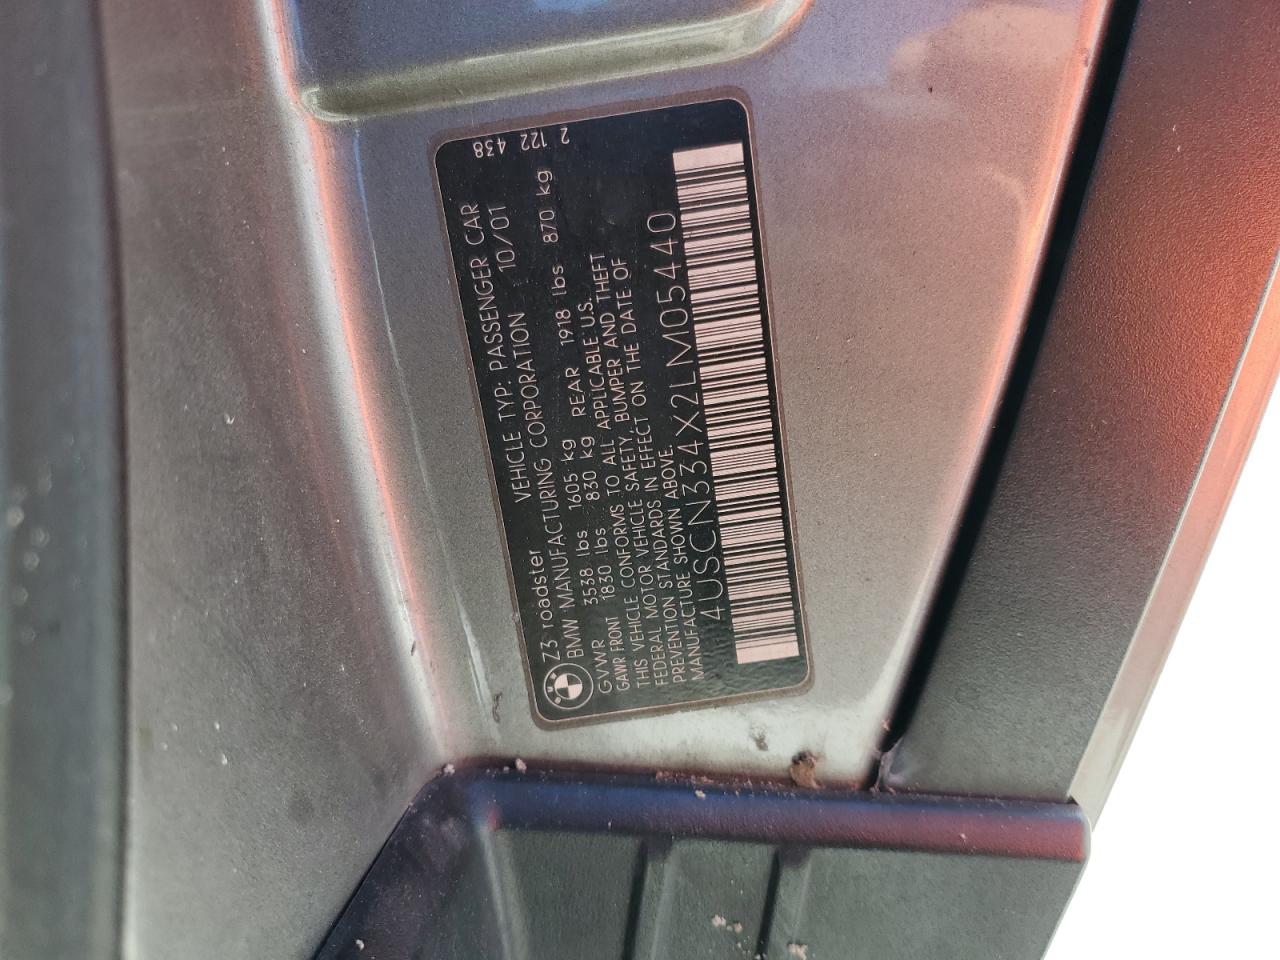 Z3 roadster VEHICLE TYP: PASSENGER CAR
BMW MANUFACTURING CORPORATION 10/01
GVWR 3538 lbs 1605 kg REAR 1918 lbs 870 kg
GAWR FRONT 1830 lbs 830 kg
THIS VEHICLE CONFORMS TO ALL APPLICABLE U.S.
FEDERAL MOTOR VEHICLE SAFETY, BUMPER AND THEFT
PREVENTION STANDARDS IN EFFECT ON THE DATE OF
MANUFACTURE SHOWN ABOVE.
4USCN334X2LM05440
2 122 438